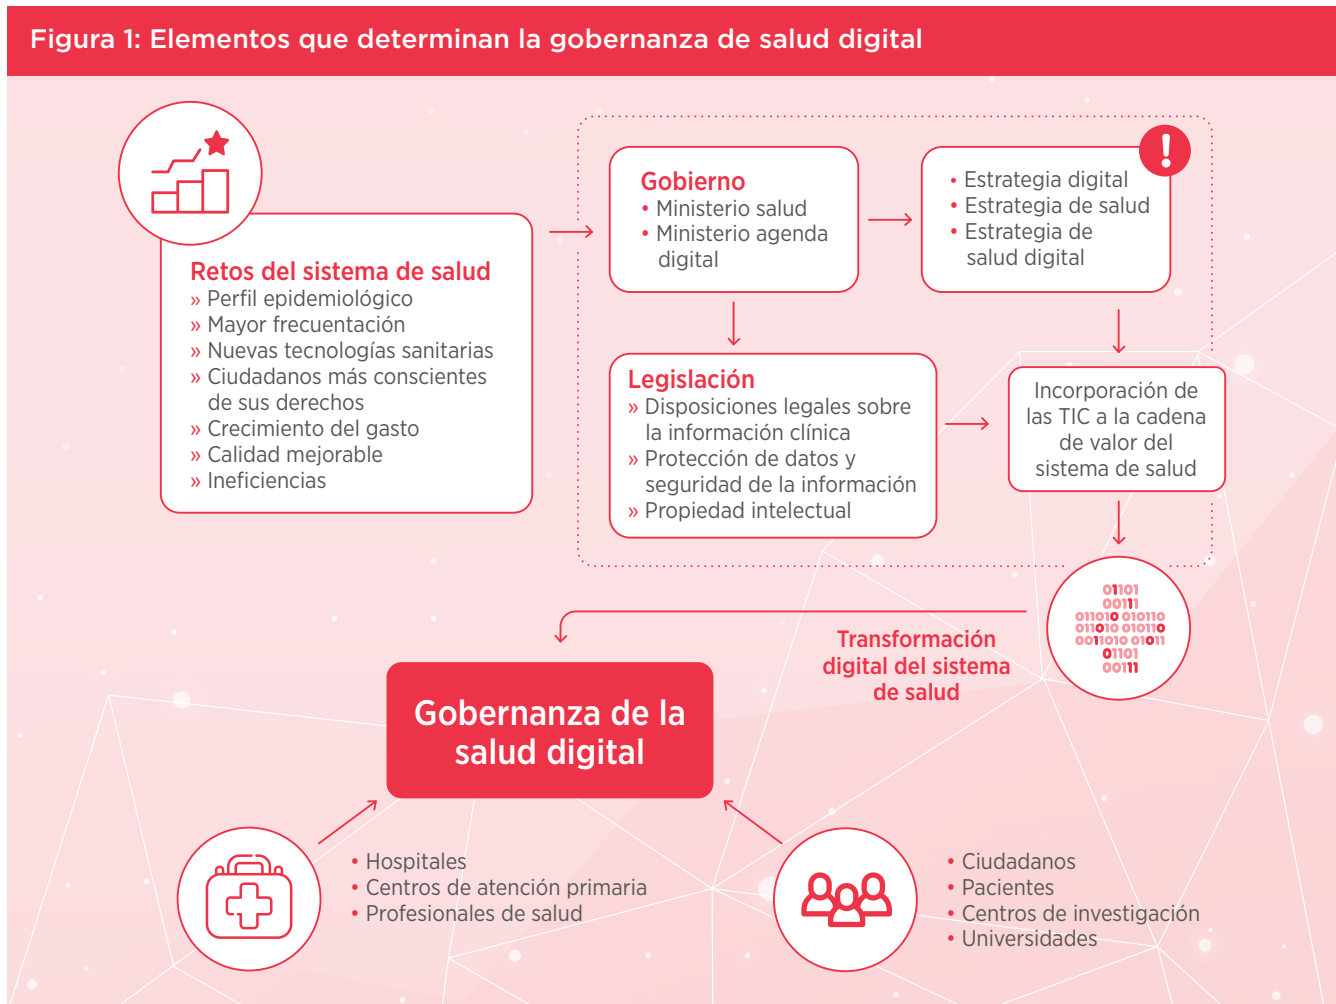 Figura 1: Elementos que determinan la gobernanza de salud digital
Retos del sistema de salud
» Perfil epidemiológico
» Mayor frecuentación
» Nuevas tecnologías sanitarias
» Ciudadanos más conscientes
de sus derechos
» Crecimiento del gasto
» Calidad mejorable
» Ineficiencias
Gobierno
• Ministerio salud
• Ministerio agenda
digital
!
• Estrategia digital
• Estrategia de salud
• Estrategia de
salud digital
Legislación
» Disposiciones legales sobre
la información clínica
» Protección de datos y
seguridad de la información
» Propiedad intelectual
Incorporación de
las TIC a la cadena
de valor del
sistema de salud
01101
00111
011010 010110
011010 010110
0011010 01011
01101
00111
Transformación
digital del sistema
de salud
Gobernanza de la
salud digital
• Hospitales
• Centros de atención primaria
• Profesionales de salud
• Ciudadanos
• Pacientes
• Centros de investigación
• Universidades